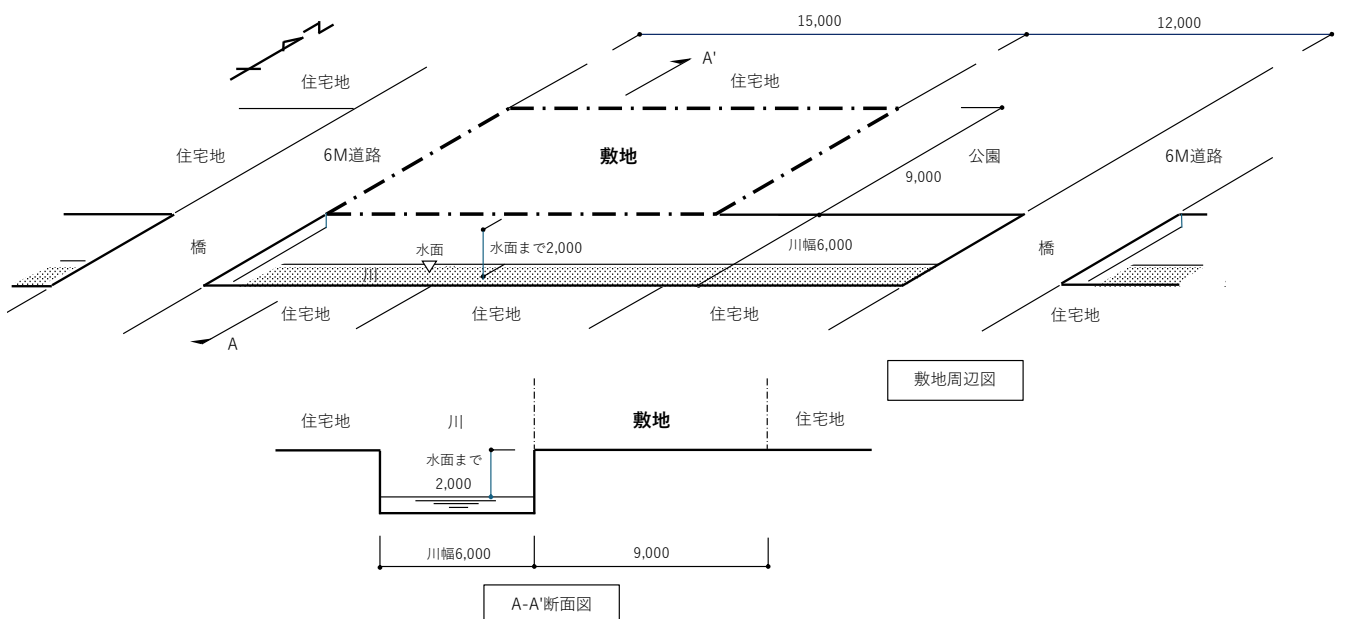 15,000
12,000
N
A'
住宅地
住宅地
住宅地
6M道路
敷地
公園
6M道路
9,000
橋
水面
水面まで2,000
川幅6,000
橋
川
住宅地
住宅地
住宅地
住宅地
A
敷地周辺図
住宅地
川
敷地
住宅地
水面まで
2,000
川幅6,000
9,000
A-A'断面図